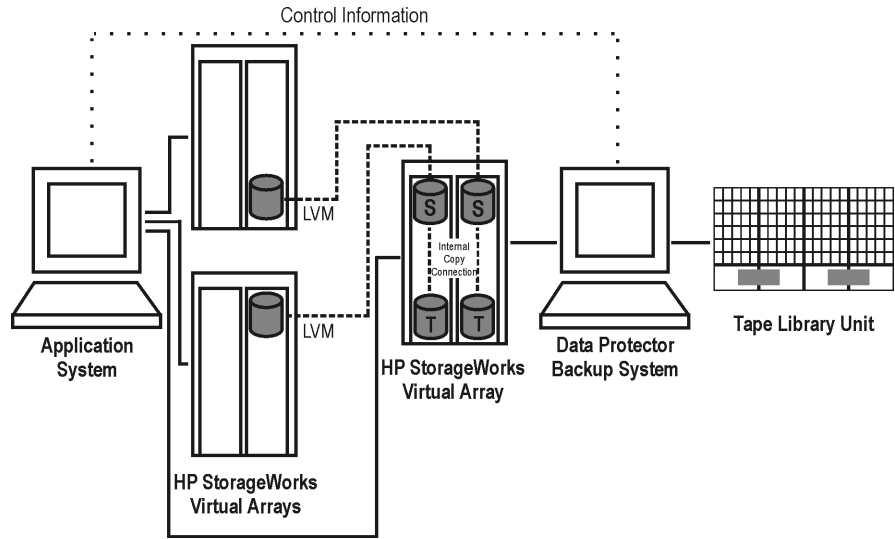 Control Information
LVM
S S
Internal
Copy
Connection
T T
LVM
Application
System
HP StorageWorks
Virtual Arrays
HP StorageWorks
Virtual Array
Data Protector
Backup System
Tape Library Unit